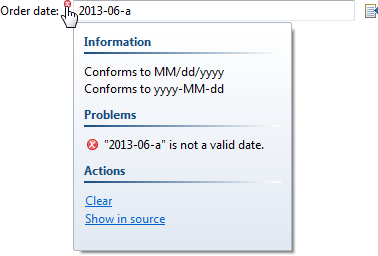 Order date: 2013-06-a
Information
Conforms to MM/dd/yyyy
Conforms to yyyy-MM-dd
Problems
"2013-06-a" is not a valid date.
Actions
Clear
Show in source